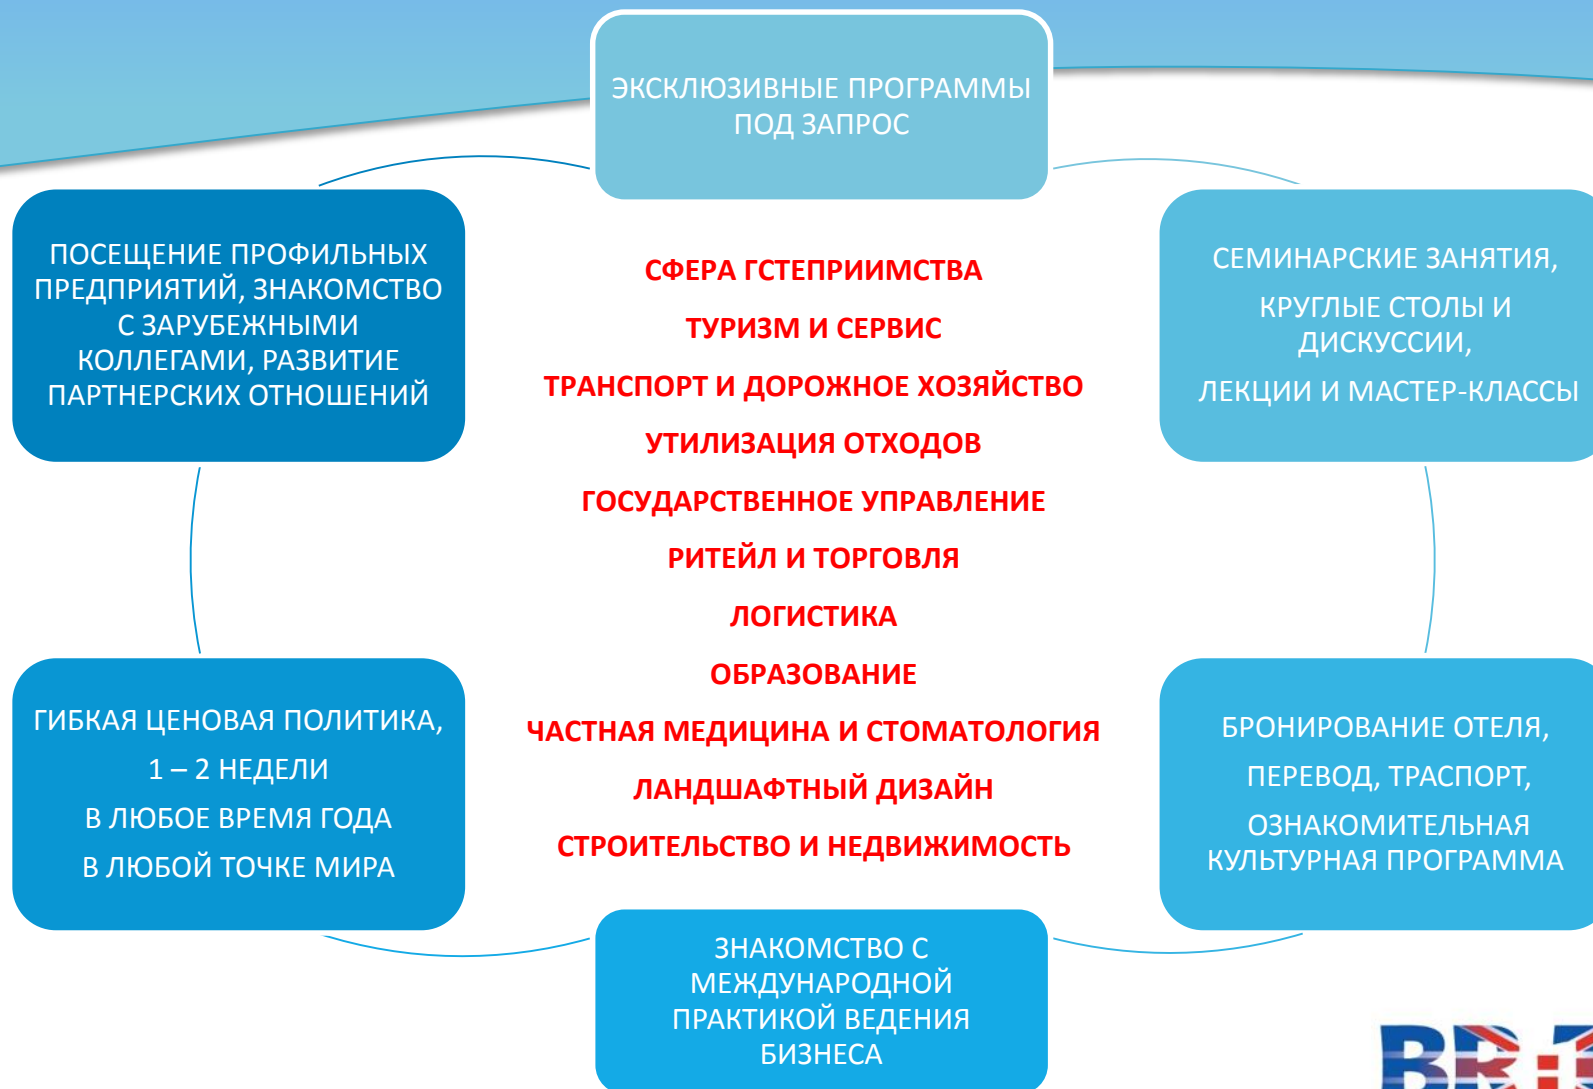 ЭКСКЛЮЗИВНЫЕ ПРОГРАММЫ
ПОД ЗАПРОС
ПОСЕЩЕНИЕ ПРОФИЛЬНЫХ
ПРЕДПРИЯТИЙ, ЗНАКОМСТВО
С ЗАРУБЕЖНЫМИ
КОЛЛЕГАМИ, РАЗВИТИЕ
ПАРТНЕРСКИХ ОТНОШЕНИЙ
СФЕРА ГСТЕПРИИМСТВА
ТУРИЗМ И СЕРВИС
ТРАНСПОРТ И ДОРОЖНОЕ ХОЗЯЙСТВО
УТИЛИЗАЦИЯ ОТХОДОВ
ГОСУДАРСТВЕННОЕ УПРАВЛЕНИЕ
РИТЕЙЛ И ТОРГОВЛЯ
ЛОГИСТИКА
ОБРАЗОВАНИЕ
ЧАСТНАЯ МЕДИЦИНА И СТОМАТОЛОГИЯ
ЛАНДШАФТНЫЙ ДИЗАЙН
СТРОИТЕЛЬСТВО И НЕДВИЖИМОСТЬ
СЕМИНАРСКИЕ ЗАНЯТИЯ,
КРУГЛЫЕ СТОЛЫ И
ДИСКУССИИ,
ЛЕКЦИИ И МАСТЕР-КЛАССЫ
ГИБКАЯ ЦЕНОВАЯ ПОЛИТИКА,
1 – 2 НЕДЕЛИ
В ЛЮБОЕ ВРЕМЯ ГОДА
В ЛЮБОЙ ТОЧКЕ МИРА
БРОНИРОВАНИЕ ОТЕЛЯ,
ПЕРЕВОД, ТРАСПОРТ,
ОЗНАКОМИТЕЛЬНАЯ
КУЛЬТУРНАЯ ПРОГРАММА
ЗНАКОМСТВО С
МЕЖДУНАРОДНОЙ
ПРАКТИКОЙ ВЕДЕНИЯ
БИЗНЕСА